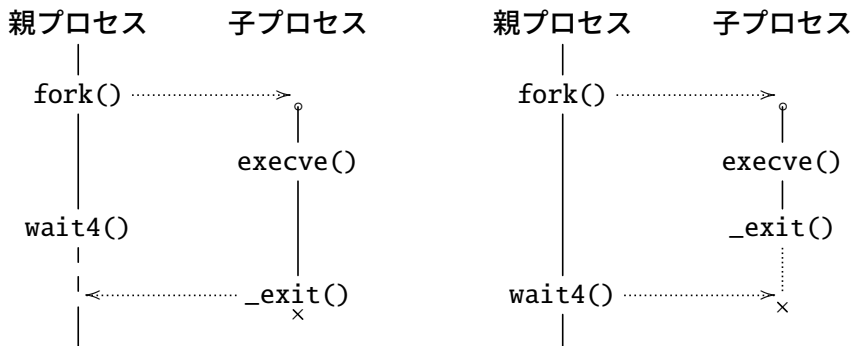 親プロセス 子プロセス
fork()
execve()
wait4()
_exit()
親プロセス 子プロセス
fork()
execve()
_exit()
wait4()